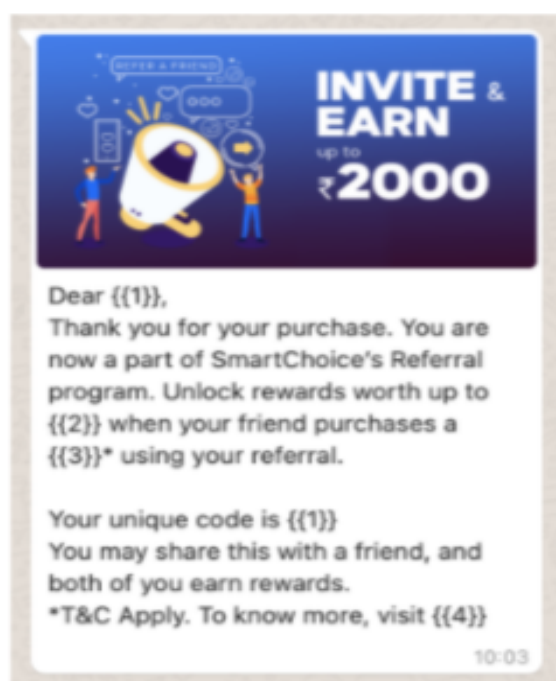 REFER A FRIEND
INVITE &
EARN
up to
₹2000
Dear {{1}},
Thank you for your purchase. You are
now a part of SmartChoice's Referral
program. Unlock rewards worth up to
{{2}} when your friend purchases a
{{3}}* using your referral.
Your unique code is {{1}}
You may share this with a friend, and
both of you earn rewards.
*T&C Apply. To know more, visit {{4}}
10:03